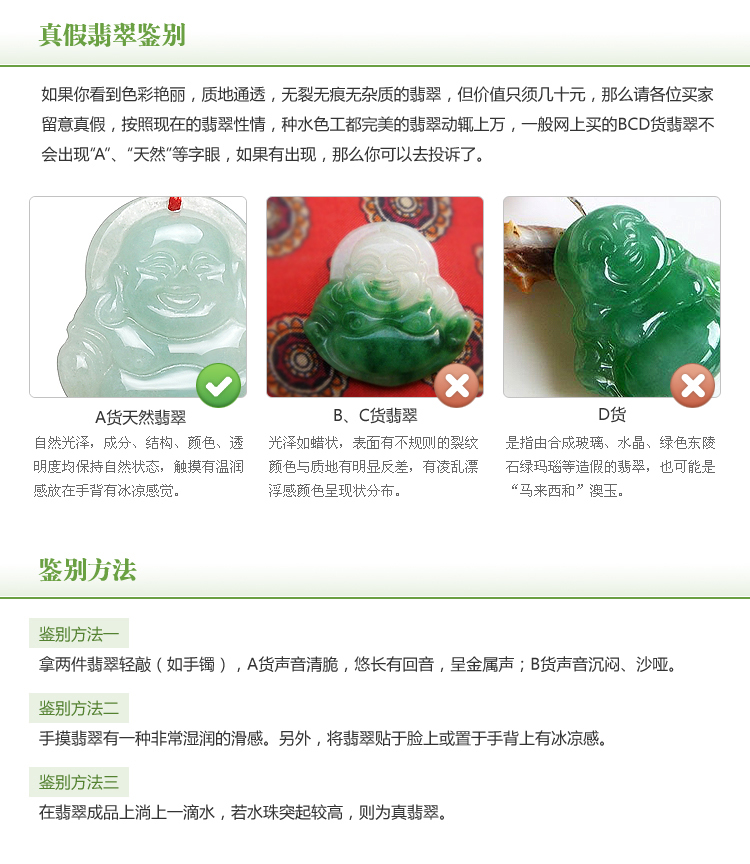 真假翡翠鉴别
如果你看到色彩艳丽，质地通透，无裂无痕无杂质的翡翠，但价值只须几十元，那么请各位买家
留意真假，按照现在的翡翠性情，种水色工都完美的翡翠动辄上万，一般网上买的BCD货翡翠不
会出现“A”、“天然”等字眼，如果有出现，那么你可以去投诉了。
A货天然翡翠
自然光泽，成分、结构、颜色、透
明度均保持自然状态，触摸有温润
感放在手背有冰凉感觉。
B、C货翡翠
光泽如蜡状，表面有不规则的裂纹
颜色与质地有明显反差，有凌乱漂
浮感颜色呈现状分布。
D货
是指由合成玻璃、水晶、绿色东陵
石绿玛瑙等造假的翡翠，也可能是
“马来西和”澳玉。
鉴别方法
鉴别方法一
拿两件翡翠轻敲（如手镯），A货声音清脆，悠长有回音，呈金属声；B货声音沉闷、沙哑。
鉴别方法二
手摸翡翠有一种非常湿润的滑感。另外，将翡翠贴于脸上或置于手背上有冰凉感。
鉴别方法三
在翡翠成品上淌上一滴水，若水珠突起较高，则为真翡翠。